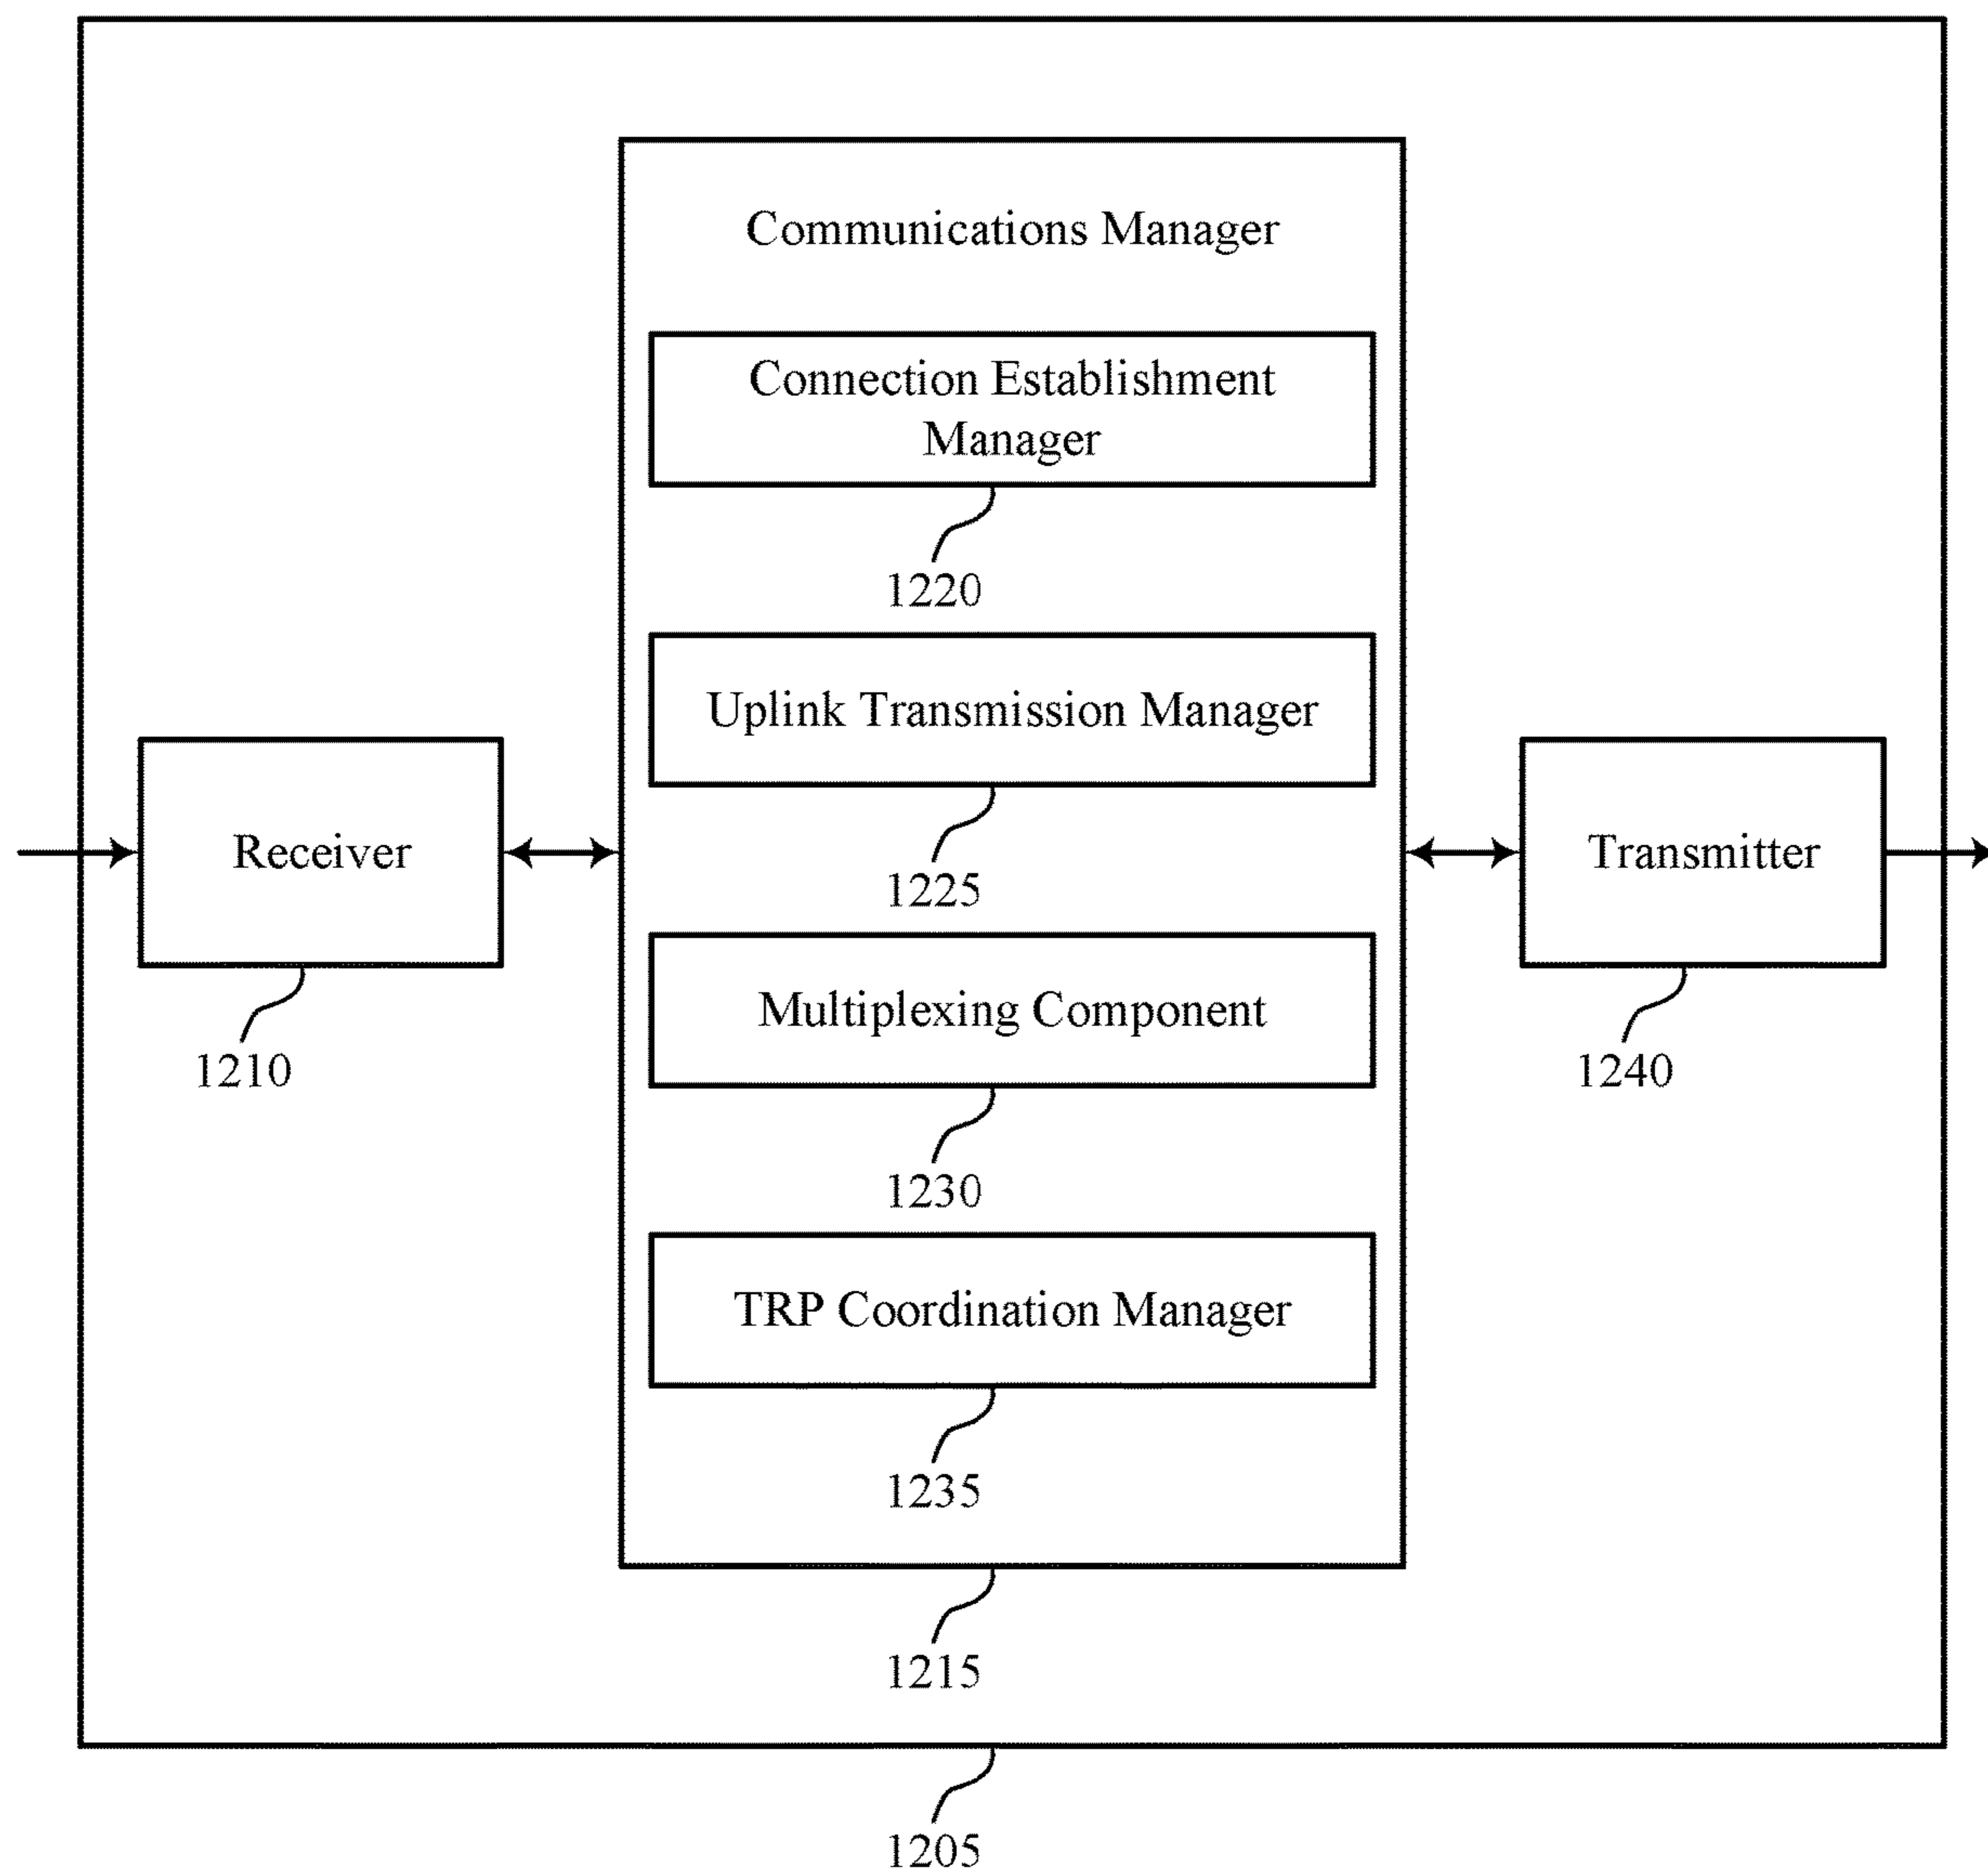 Communications Manager
Connection Establishment
Manager
1220
Uplink Transmission Manager
1225
Receiver
1210
Transmitter
1240
Multiplexing Component
1230
TRP Coordination Manager
1235
1215
1205